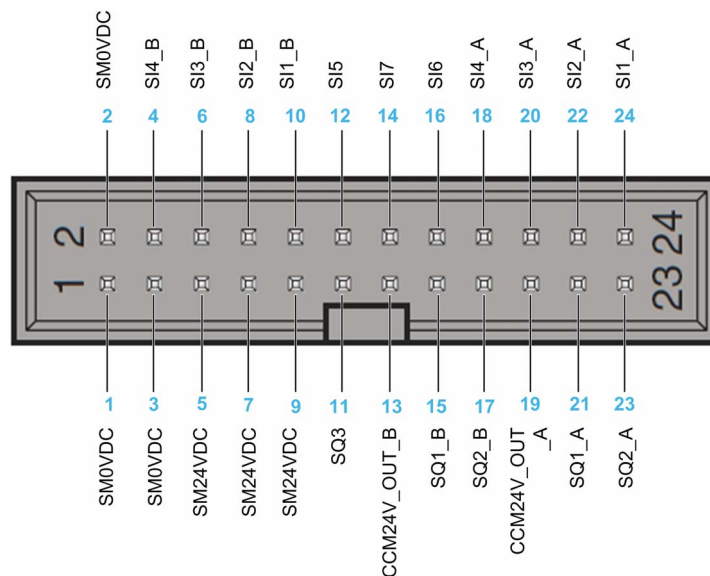 SM0VDC
SI4_B
SI3_B
SI2_B
SI1_B
SI5
SI7
SI6
SI4_A
SI3_A
SI2_A
SI1_A
2 4 6 8 10 12 14 16 18 20 22 24
2 24
1 23
1 3 5 7 9 11 13 15 17 19 21 23
SM0VDC
SM0VDC
SM24VDC
SM24VDC
SM24VDC
SQ3
CCM24V_OUT_B
SQ1_B
SQ2_B
CCM24V_OUT
_A
SQ1_A
SQ2_A